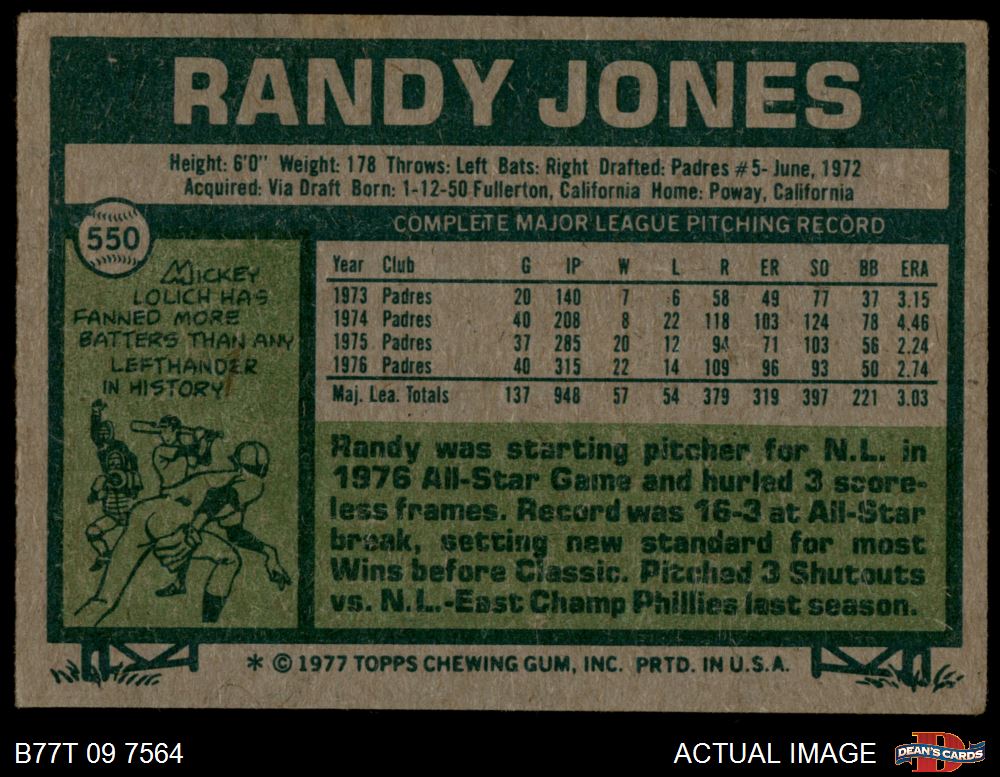 RANDY JONES
Height: 6'0" Weight: 178 Throws: Left Bats: Right Drafted: Padres #5- June, 1972
Acquired: Via Draft Born: 1-12-50 Fullerton, California Home: Poway, California
550
MICKEY
LOLICH HAS
FANNED MORE
BATTERS THAN ANY
LEFTHANDER
IN HISTORY
COMPLETE MAJOR LEAGUE PITCHING RECORD
Year Club G IP W L R ER SO BB ERA
1973 Padres 20 140 7 6 58 49 77 37 3.15
1974 Padres 40 208 8 22 118 103 124 78 4.46
1975 Padres 37 285 20 12 94 71 103 56 2.24
1976 Padres 40 315 22 14 109 96 93 50 2.74
Maj. Lea. Totals 137 948 57 54 379 319 397 221 3.03
Randy was starting pitcher for N.L. in
1976 All-Star Game and hurled 3 score-
less frames. Record was 16-3 at All-Star
break, setting new standard for most
Wins before Classic. Pitched 3 Shutouts
vs. N.L.-East Champ Phillies last season.
* © 1977 TOPPS CHEWING GUM, INC. PRTD. IN U.S.A.
B77T 09 7564
ACTUAL IMAGE
DEAN'S CARDS